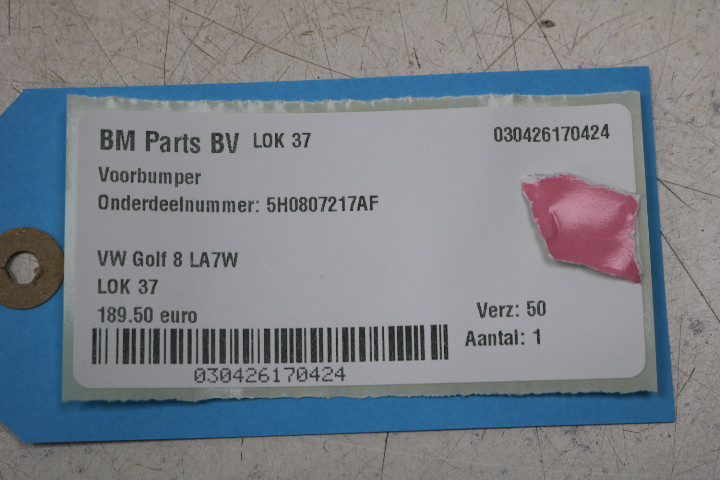 BM Parts BV LOK 37 030426170424
Voorbumper
Onderdeelnummer: 5H0807217AF
VW Golf 8 LA7W
LOK 37
189.50 euro
Verz: 50
Aantal: 1
030426170424